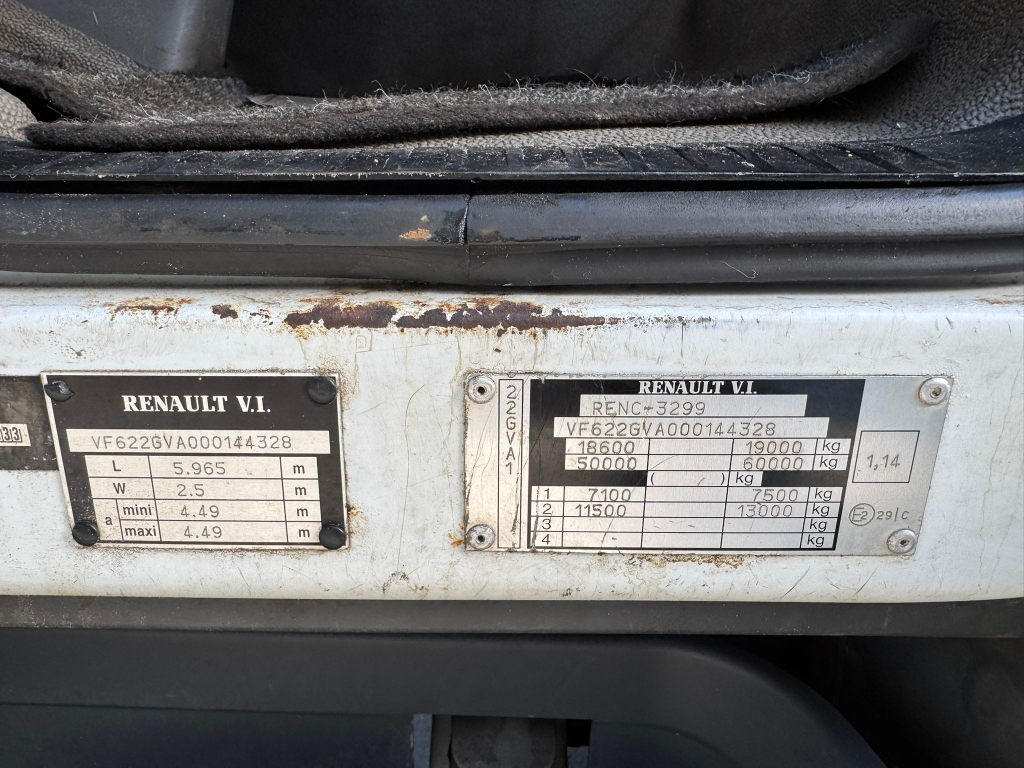 33
RENAULT V.I.
VF622GVA000144328
L 5.965 m
W 2.5 m
a mini 4.49 m
maxi 4.49 m
22GVA1
RENAULT V.I.
RENC-3299
VF622GVA000144328
18600 19000 kg
50000 60000 kg
( ) kg
1 7100 7500 kg
2 11500 13000 kg
3 kg
4 kg
1,14
E2 29/C